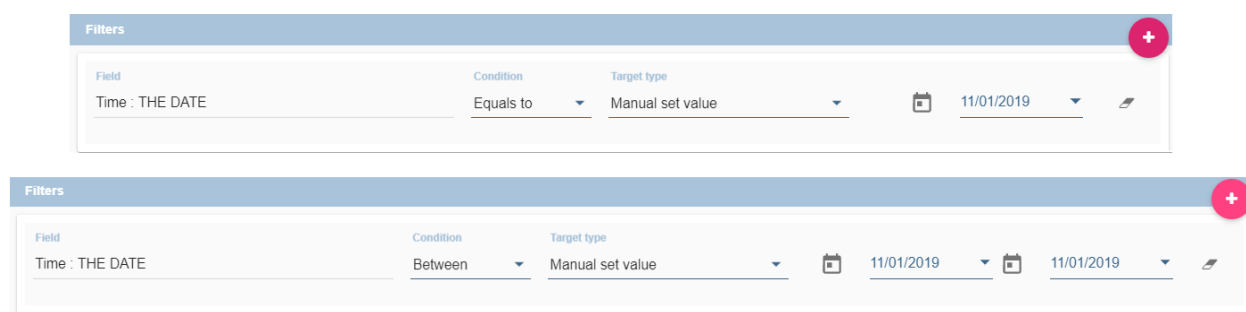 Filters
Field Condition Target type
Time : THE DATE Equals to Manual set value 11/01/2019
Filters
Field Condition Target type
Time : THE DATE Between Manual set value 11/01/2019 11/01/2019